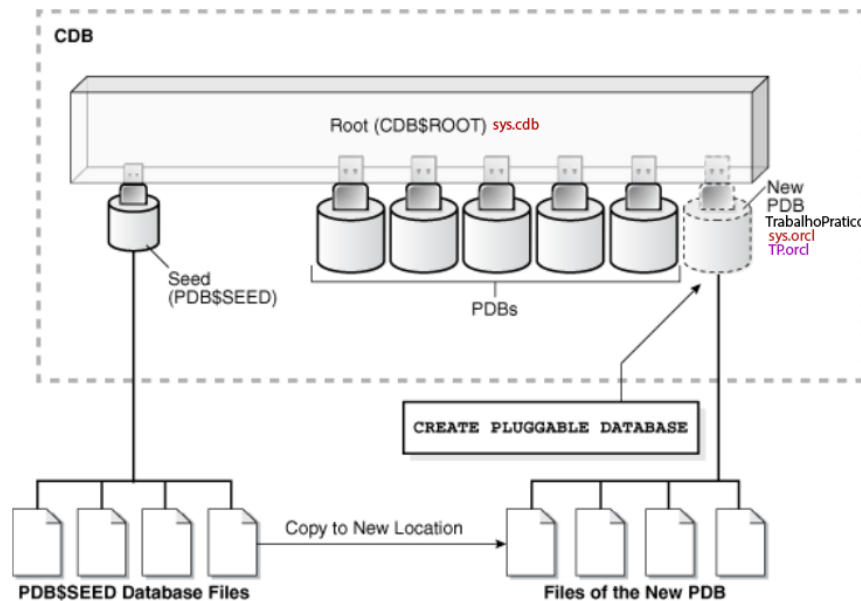 CDB
Root (CDB$ROOT) sys.cdb
New
PDB
TrabalhoPratico
sys.orcl
TP.orcl
Seed
(PDB$SEED)
PDBs
CREATE PLUGGABLE DATABASE
Copy to New Location
PDB$SEED Database Files
Files of the New PDB